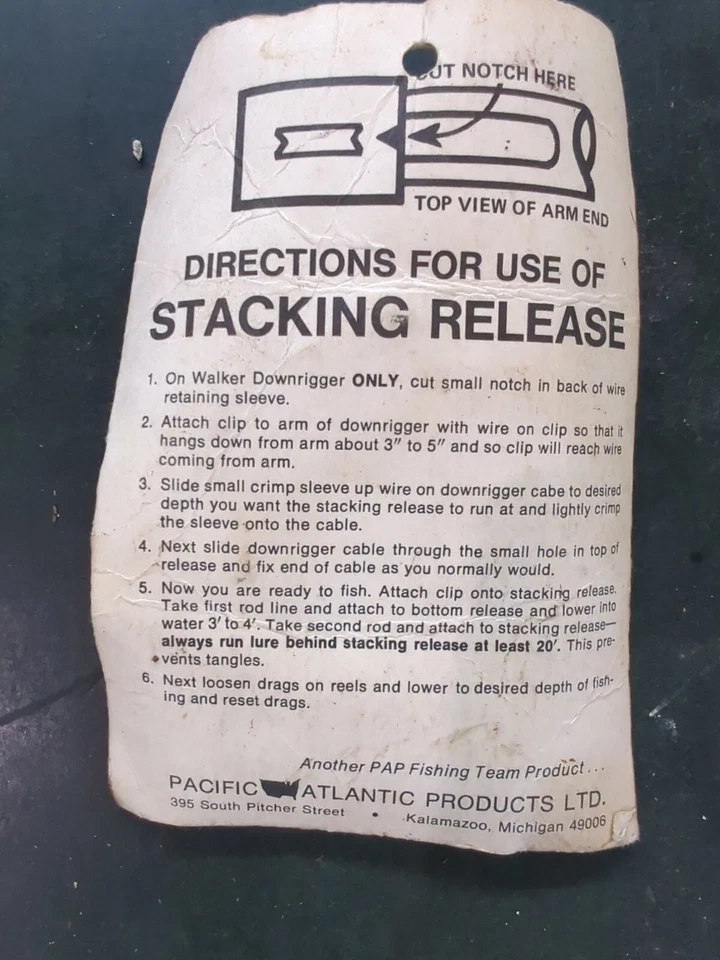 CUT NOTCH HERE
TOP VIEW OF ARM END
DIRECTIONS FOR USE OF
STACKING RELEASE
1. On Walker Downrigger ONLY, cut small notch in back of wire
retaining sleeve.
2. Attach clip to arm of downrigger with wire on clip so that it
hangs down from arm about 3" to 5" and so clip will reach wire
coming from arm.
3. Slide small crimp sleeve up wire on downrigger cabe to desired
depth you want the stacking release to run at and lightly crimp
the sleeve onto the cable.
4. Next slide downrigger cable through the small hole in top of
release and fix end of cable as you normally would.
5. Now you are ready to fish. Attach clip onto stacking release.
Take first rod line and attach to bottom release and lower into
water 3' to 4'. Take second rod and attach to stacking release—
always run lure behind stacking release at least 20'. This pre-
vents tangles.
6. Next loosen drags on reels and lower to desired depth of fish-
ing and reset drags.
Another PAP Fishing Team Product...
PACIFIC ATLANTIC PRODUCTS LTD.
395 South Pitcher Street • Kalamazoo, Michigan 49006